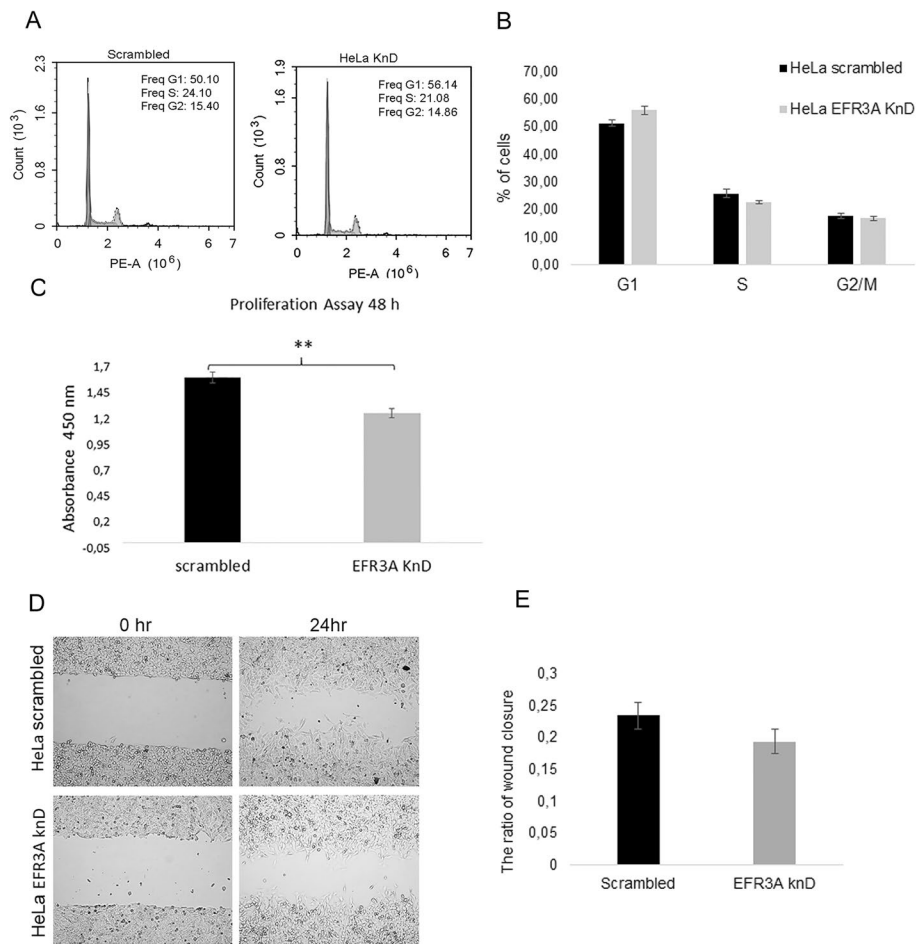 A
Scrambled
2.3
1.6
0.8
0
Count (10³)
Freq G1: 50.10
Freq S: 24.10
Freq G2: 15.40
0 2 4 6 7
PE-A (10⁶)
HeLa KnD
1.9
1.6
0.8
0
Count (10³)
Freq G1: 56.14
Freq S: 21.08
Freq G2: 14.86
0 2 4 6 7
PE-A (10⁶)
B
70,00
60,00
50,00
40,00
30,00
20,00
10,00
0,00
% of cells
HeLa scrambled
HeLa EFR3A KnD
G1 S G2/M
C
Proliferation Assay 48 h
**
1,7
1,45
1,2
0,95
0,7
0,45
0,2
-0,05
Absorbance 450 nm
scrambled EFR3A KnD
D
0 hr 24hr
HeLa scrambled
HeLa EFR3A knD
E
0,3
0,25
0,2
0,15
0,1
0,05
0
The ratio of wound closure
Scrambled EFR3A knD